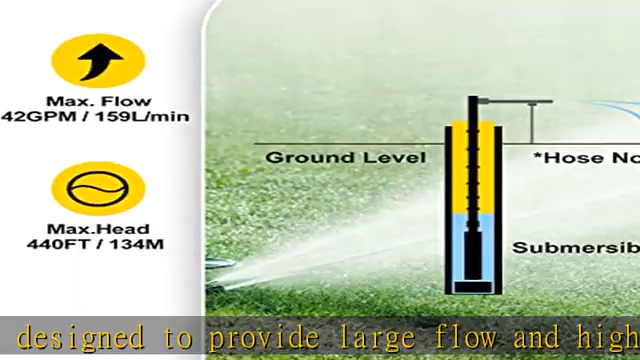 Max. Flow
42GPM / 159L/min
Max.Head
440FT / 134M
Ground Level
*Hose No
Submersib
designed to provide large flow and high